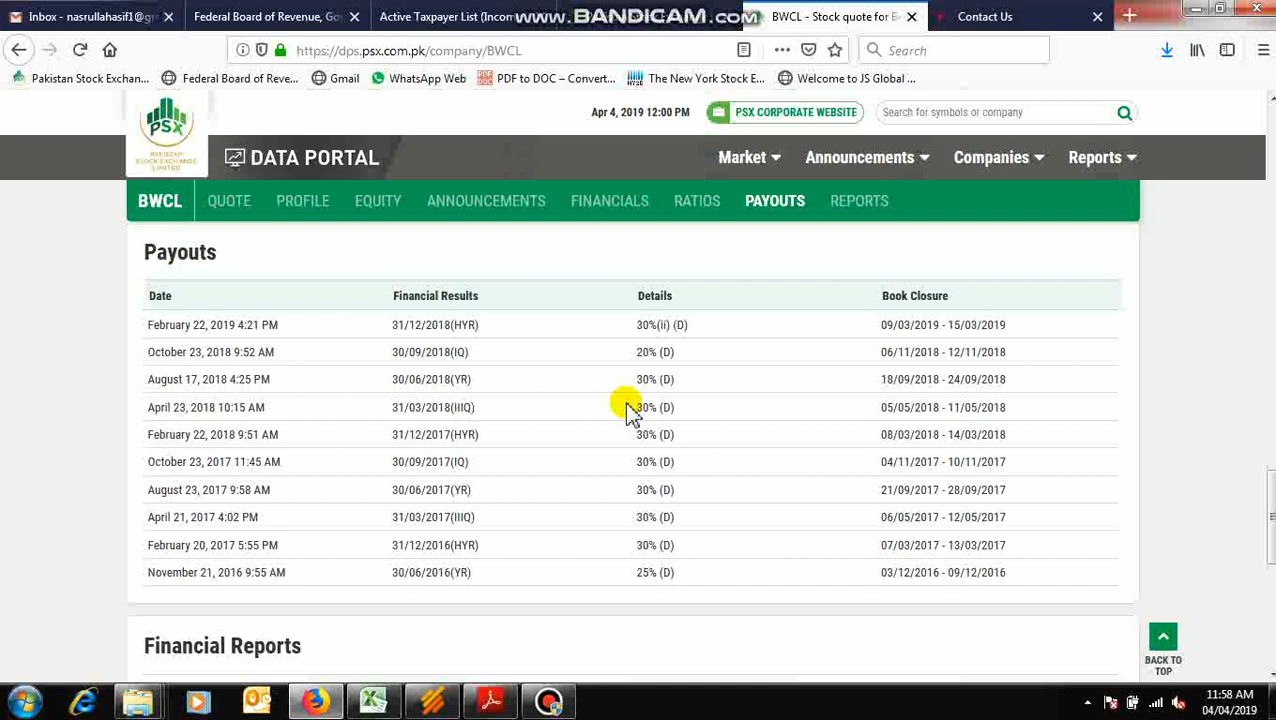 Inbox - nasrullahasif1@gm
Federal Board of Revenue, Gov
Active Taxpayer List (Incom
www.BANDICAM.com
BWCL - Stock quote for B
Contact Us
https://dps.psx.com.pk/company/BWCL
Search
Pakistan Stock Exchan...
Federal Board of Reve...
Gmail
WhatsApp Web
PDF to DOC – Convert...
The New York Stock E...
Welcome to JS Global ...
PSX
PAKISTAN
STOCK EXCHANGE
LIMITED
Apr 4, 2019 12:00 PM
PSX CORPORATE WEBSITE
Search for symbols or company
DATA PORTAL
Market
Announcements
Companies
Reports
BWCL QUOTE PROFILE EQUITY ANNOUNCEMENTS FINANCIALS RATIOS PAYOUTS REPORTS
Payouts
Date Financial Results Details Book Closure
February 22, 2019 4:21 PM 31/12/2018(HYR) 30%(ii) (D) 09/03/2019 - 15/03/2019
October 23, 2018 9:52 AM 30/09/2018(IQ) 20% (D) 06/11/2018 - 12/11/2018
August 17, 2018 4:25 PM 30/06/2018(YR) 30% (D) 18/09/2018 - 24/09/2018
April 23, 2018 10:15 AM 31/03/2018(IIIQ) 30% (D) 05/05/2018 - 11/05/2018
February 22, 2018 9:51 AM 31/12/2017(HYR) 30% (D) 08/03/2018 - 14/03/2018
October 23, 2017 11:45 AM 30/09/2017(IQ) 30% (D) 04/11/2017 - 10/11/2017
August 23, 2017 9:58 AM 30/06/2017(YR) 30% (D) 21/09/2017 - 28/09/2017
April 21, 2017 4:02 PM 31/03/2017(IIIQ) 30% (D) 06/05/2017 - 12/05/2017
February 20, 2017 5:55 PM 31/12/2016(HYR) 30% (D) 07/03/2017 - 13/03/2017
November 21, 2016 9:55 AM 30/06/2016(YR) 25% (D) 03/12/2016 - 09/12/2016
Financial Reports
BACK TO
TOP
11:58 AM
04/04/2019